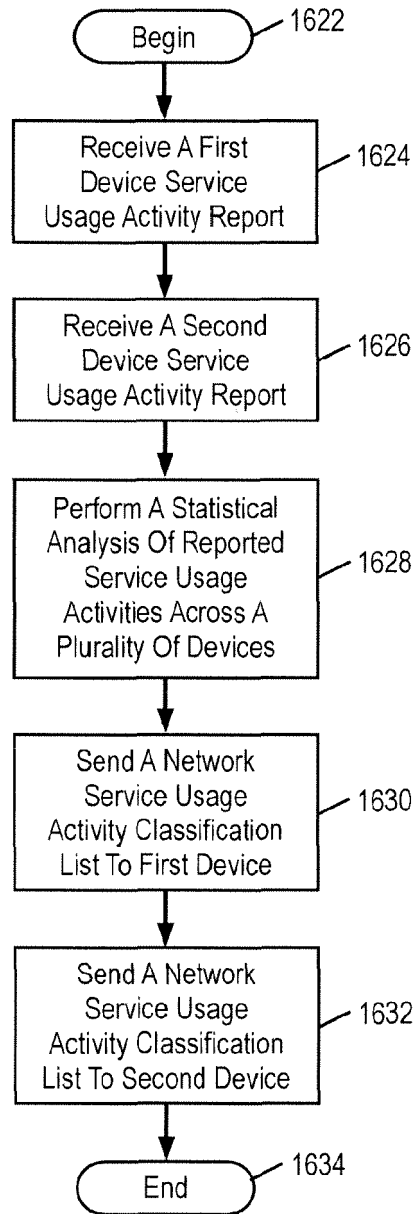 Begin
1622
Receive A First
Device Service
Usage Activity Report
1624
Receive A Second
Device Service
Usage Activity Report
1626
Perform A Statistical
Analysis Of Reported
Service Usage
Activities Across A
Plurality Of Devices
1628
Send A Network
Service Usage
Activity Classification
List To First Device
1630
Send A Network
Service Usage
Activity Classification
List To Second Device
1632
End
1634